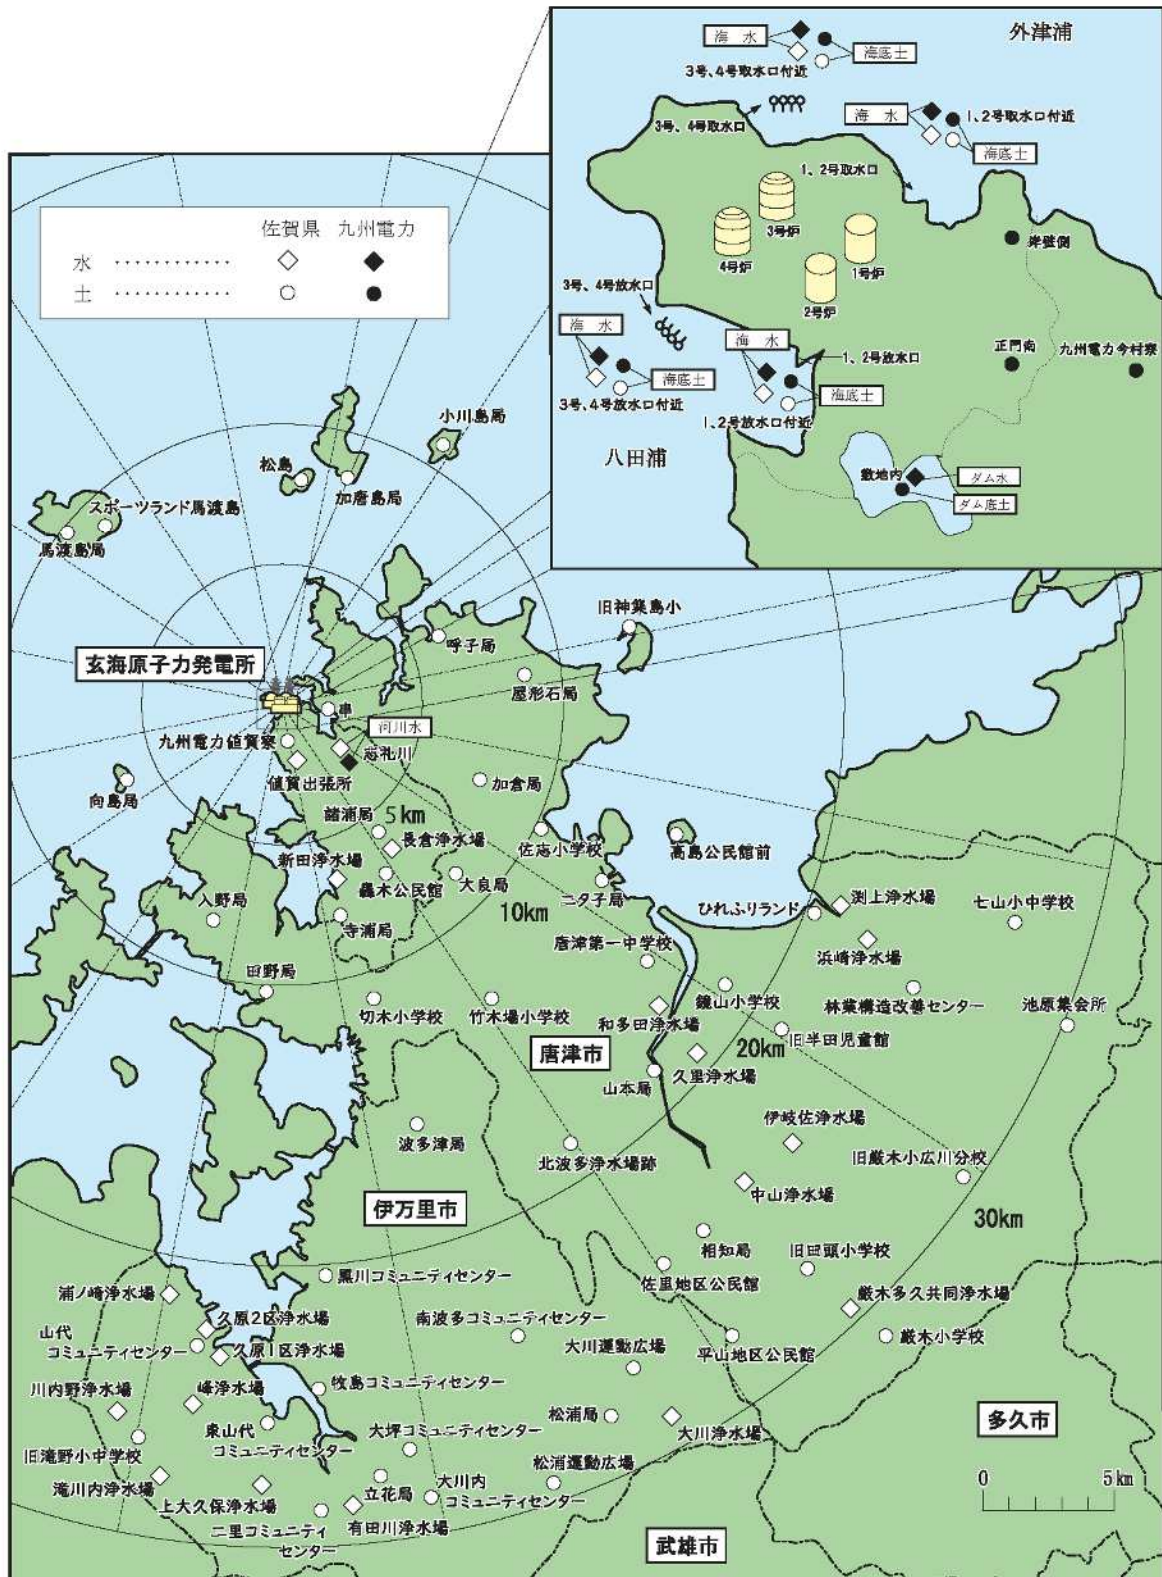 外津浦
海 水
海底土
3号、4号取水口付近
海 水
1、2号取水口付近
海底土
3号、4号取水口
1、2号取水口
3号炉
4号炉
1号炉
2号炉
岸壁側
3号、4号放水口
海 水
海 水
正門南
九州電力今村寮
1、2号放水口
海底土
海底土
3号、4号放水口付近
1、2号放水口付近
八田浦
敷地内
ダム水
ダム底土
佐賀県 九州電力
水 …………
土 …………
小川島局
松島
加唐島局
スポーツランド馬渡島
馬渡島局
旧神集島小
呼子局
玄海原子力発電所
屋形石局
串
河川水
九州電力値賀寮
志礼川
値賀出張所
加倉局
向島局
諸浦局
5km
長倉浄水場
佐志小学校
高島公民館前
新田浄水場
轟木公民館
大良局
二タ子局
入野局
10km
ひれふりランド
渕上浄水場
七山小中学校
寺浦局
唐津第一中学校
浜崎浄水場
田野局
切木小学校
竹木場小学校
和多田浄水場
鏡山小学校
林業構造改善センター
池原集会所
旧半田児童館
唐津市
20km
久里浄水場
山本局
伊岐佐浄水場
波多津局
北波多浄水場跡
旧厳木小広川分校
中山浄水場
伊万里市
30km
相知局
旧田頭小学校
黒川コミュニティセンター
佐里地区公民館
浦ノ崎浄水場
厳木多久共同浄水場
久原2区浄水場
南波多コミュニティセンター
山代
コミュニティセンター
大川運動広場
平山地区公民館
厳木小学校
久原1区浄水場
川内野浄水場
峰浄水場
牧島コミュニティセンター
松浦局
大川浄水場
多久市
東山代
コミュニティセンター
大坪コミュニティセンター
旧滝野小中学校
松浦運動広場
滝川内浄水場
立花局
大川内
コミュニティセンター
上大久保浄水場
有田川浄水場
二里コミュニティ
センター
0 5km
武雄市